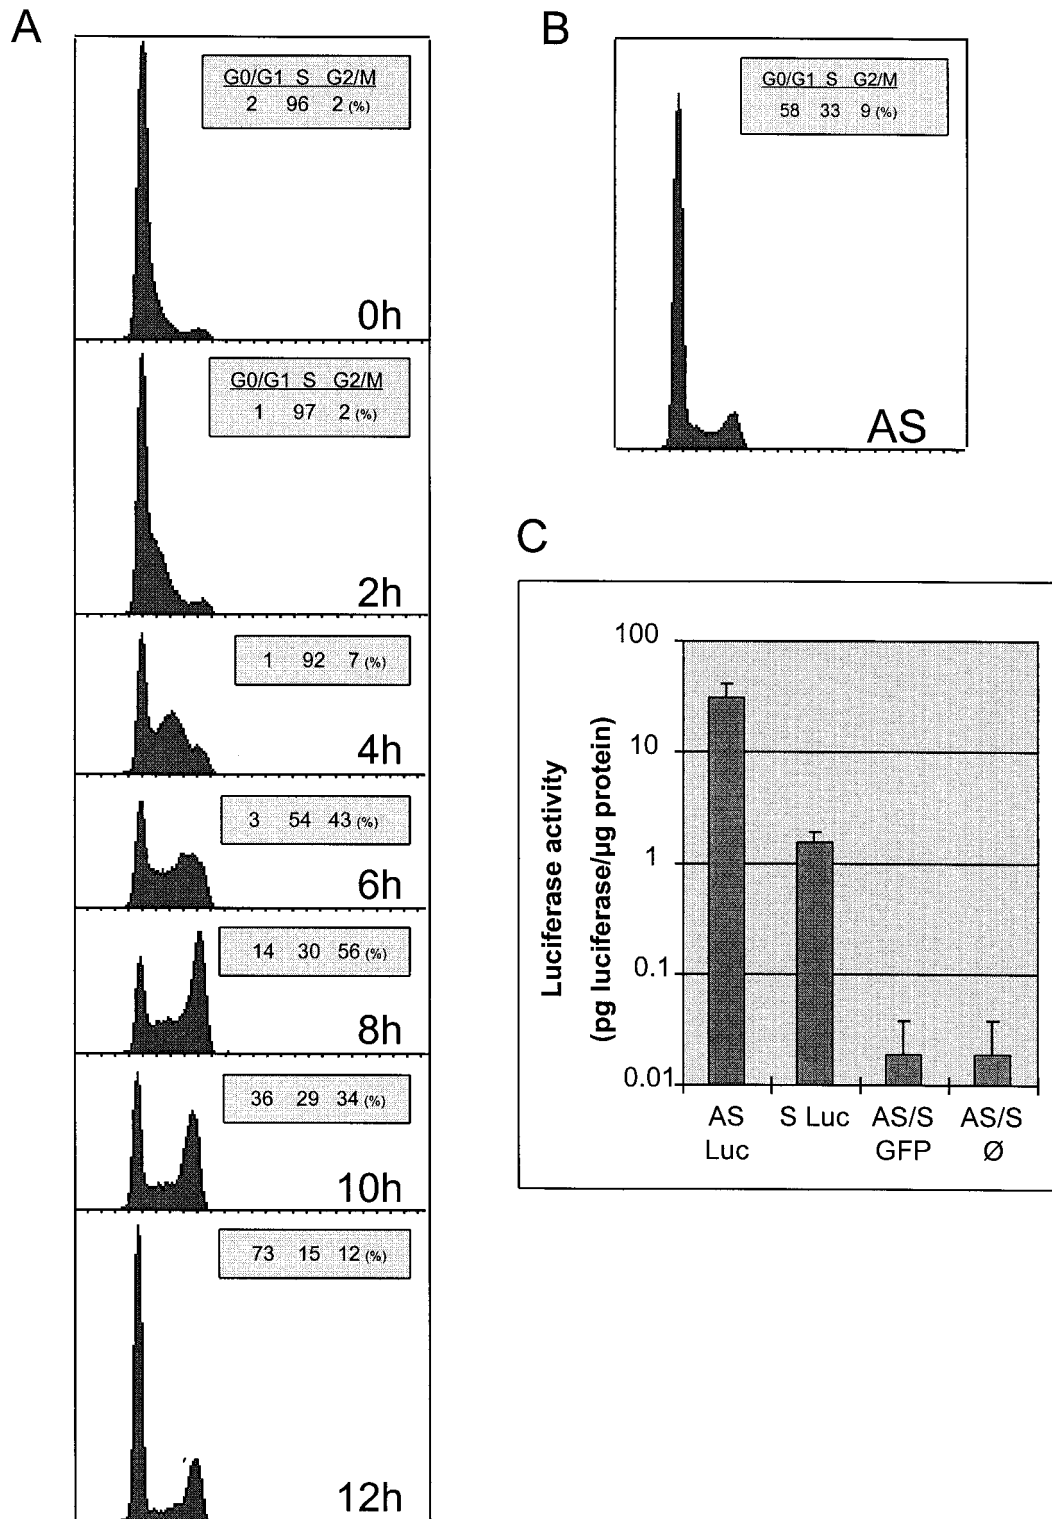 A
G0/G1 S G2/M
2 96 2 (%)
0h
G0/G1 S G2/M
1 97 2 (%)
2h
1 92 7 (%)
4h
3 54 43 (%)
6h
14 30 56 (%)
8h
36 29 34 (%)
10h
73 15 12 (%)
12h
B
G0/G1 S G2/M
58 33 9 (%)
AS
C
Luciferase activity
(pg luciferase/µg protein)
100
10
1
0.1
0.01
AS Luc
S Luc
AS/S GFP
AS/S Ø